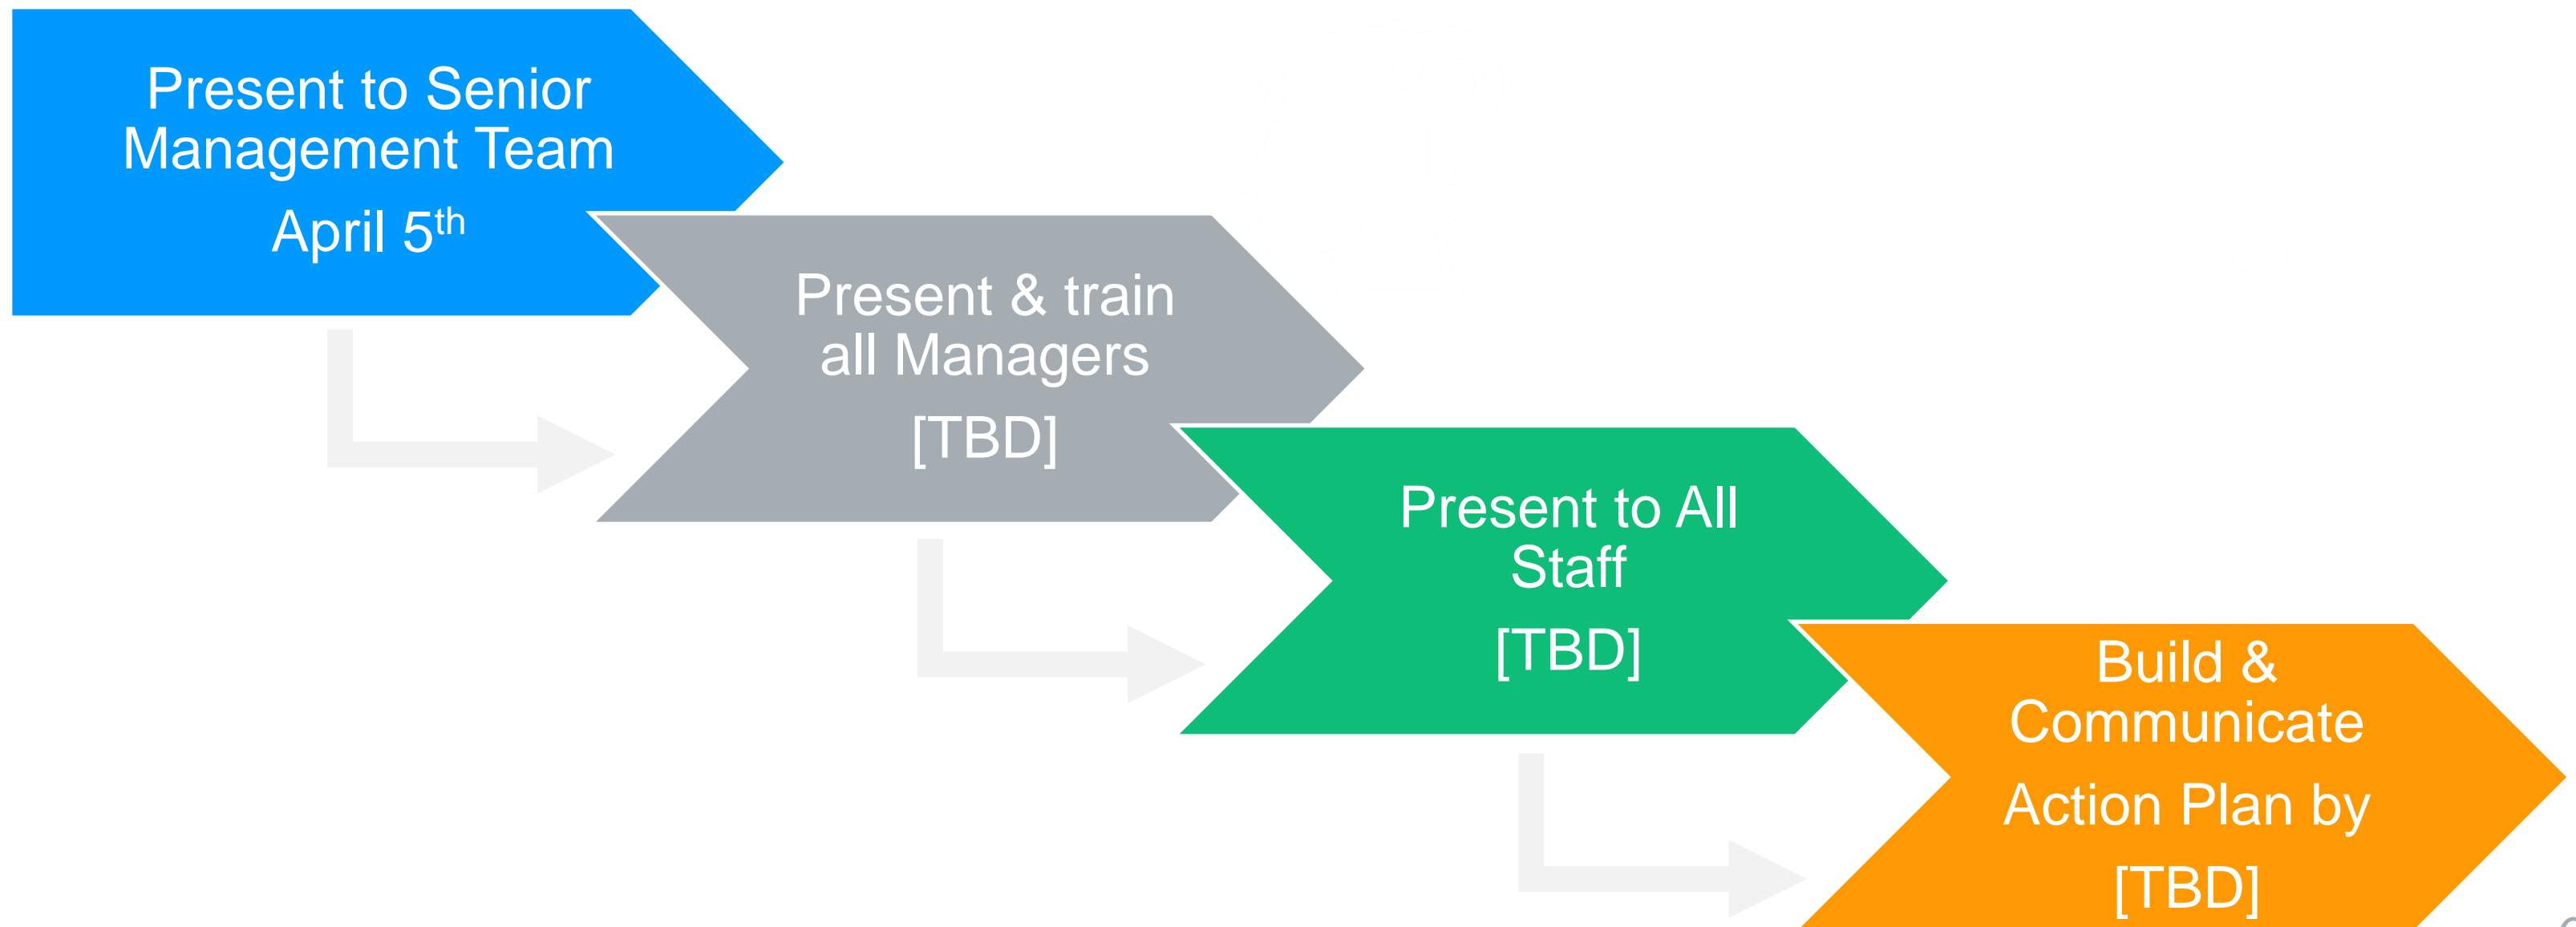 Present to Senior
Management Team
April 5th
Present & train
all Managers
[TBD]
Present to All
Staff
[TBD]
Build &
Communicate
Action Plan by
[TBD]